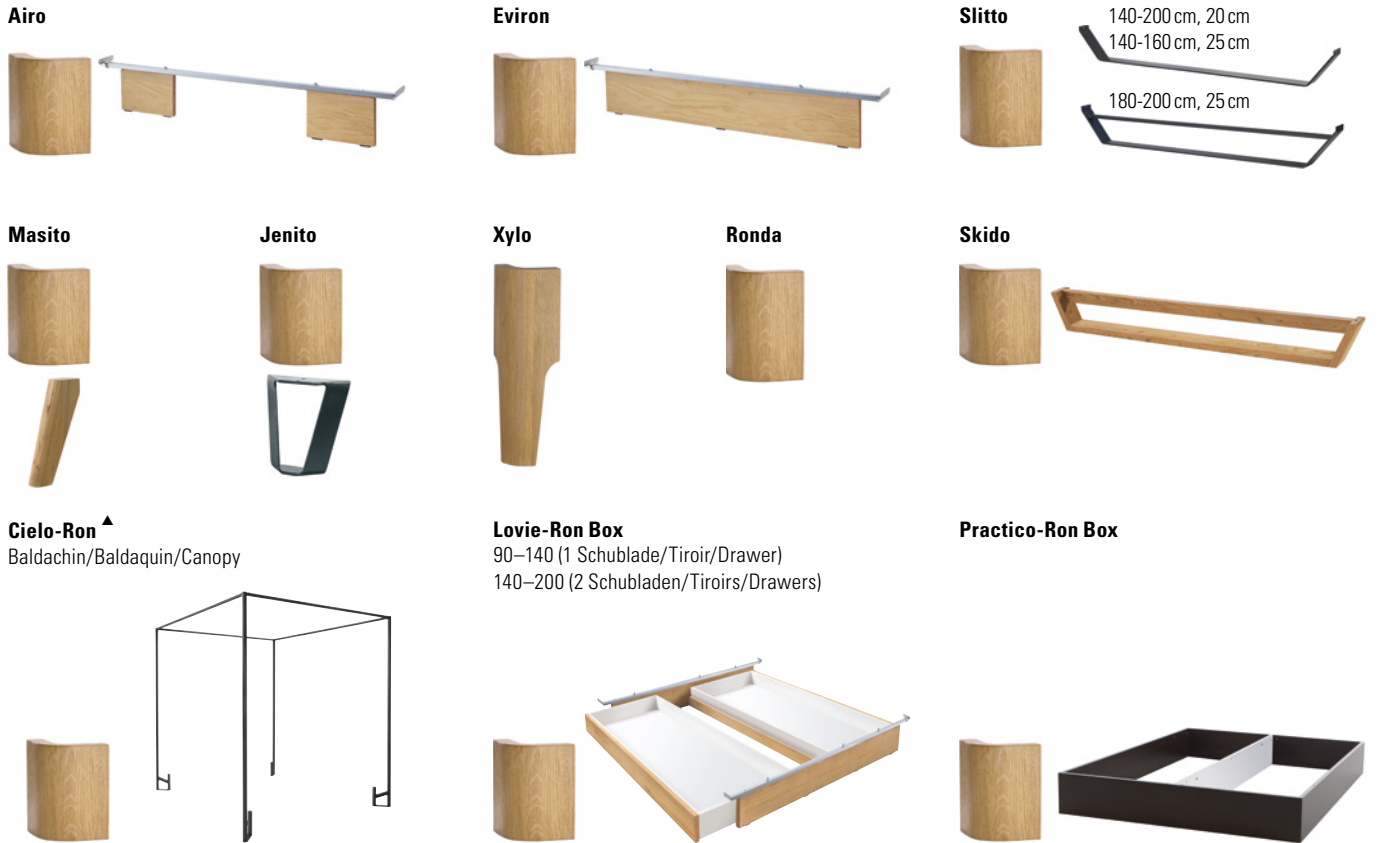 Airo
Eviron
Slitto
140-200 cm, 20 cm
140-160 cm, 25 cm
180-200 cm, 25 cm
Masito
Jenito
Xylo
Ronda
Skido
Cielo-Ron ▲
Baldachin/Baldaquin/Canopy
Lovie-Ron Box
90–140 (1 Schublade/Tiroir/Drawer)
140–200 (2 Schubladen/Tiroirs/Drawers)
Practico-Ron Box